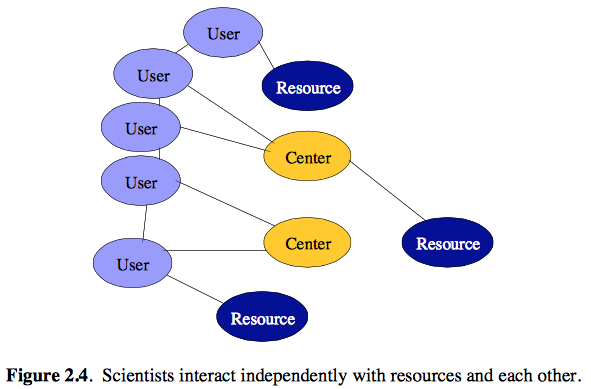 User
User
Resource
User
Center
User
Center
Resource
User
Resource
Figure 2.4. Scientists interact independently with resources and each other.